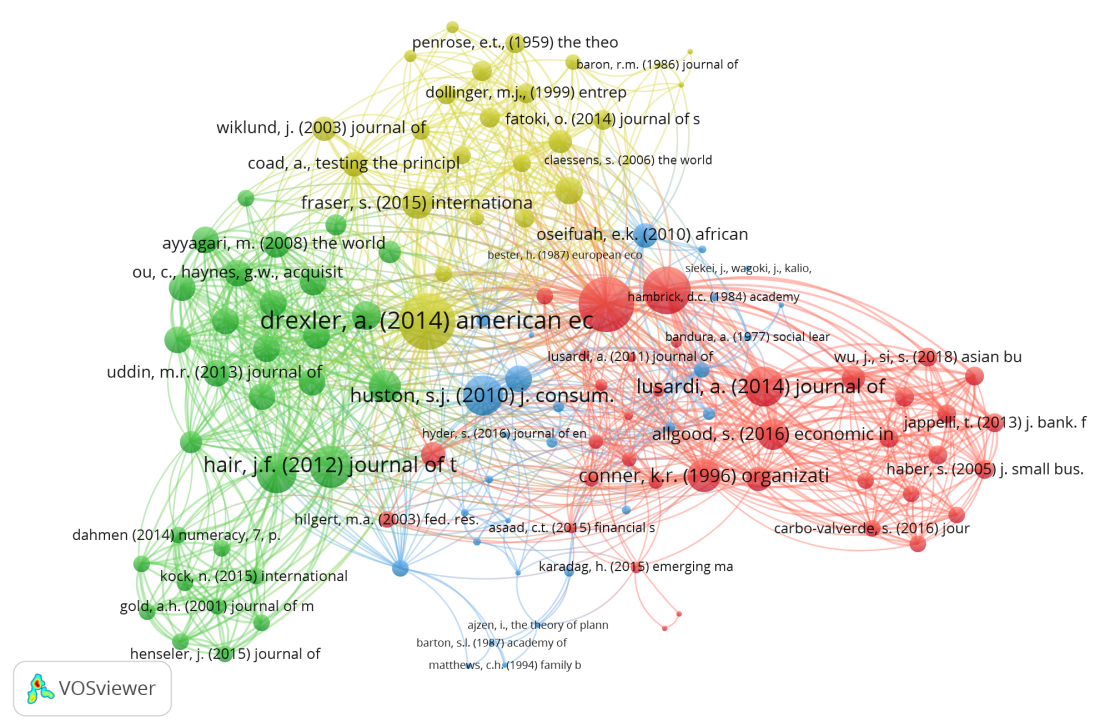 penrose, e.t., (1959) the theo
baron, r.m. (1986) journal of
dollinger, m.j., (1999) entrep
fatoki, o. (2014) journal of s
wiklund, j. (2003) journal of
coad, a., testing the principl
claessens, s. (2006) the world
fraser, s. (2015) internationa
oseifuah, e.k. (2010) african
ayyagari, m. (2008) the world
bester, h. (1987) european eco
ou, c., haynes, g.w., acquisit
siekei, j., wagoki, j., kalio,
hambrick, d.c. (1984) academy
drexler, a. (2014) american ec
bandura, a. (1977) social lear
lusardi, a. (2011) journal of
wu, j., si, s. (2018) asian bu
uddin, m.r. (2013) journal of
lusardi, a. (2014) journal of
huston, s.j. (2010) j. consum.
jappelli, t. (2013) j. bank. f
hyder, s. (2016) journal of en
allgood, s. (2016) economic in
hair, j.f. (2012) journal of t
haber, s. (2005) j. small bus.
conner, k.r. (1996) organizati
hilgert, m.a. (2003) fed. res.
asaad, c.t. (2015) financial s
carbo-valverde, s. (2016) jour
dahmen (2014) numeracy, 7, p.
karadag, h. (2015) emerging ma
kock, n. (2015) international
gold, a.h. (2001) journal of m
ajzen, i., the theory of plann
barton, s.l. (1987) academy of
henseler, j. (2015) journal of
matthews, c.h. (1994) family b
VOSviewer